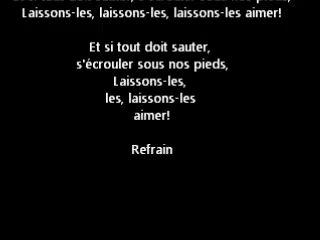 Laissons-les, laissons-les, laissons-les aimer!
Et si tout doit sauter,
s'écrouler sous nos pieds,
Laissons-les,
les, laissons-les
aimer!
Refrain